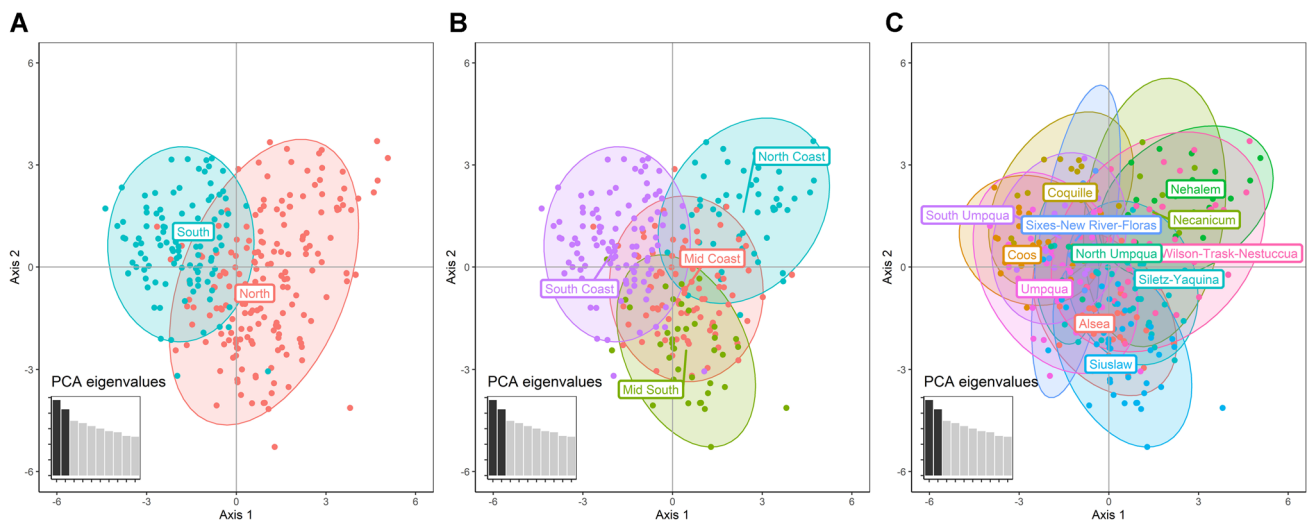 A
6
3
0
-3
-6
Axis 2
South
North
PCA eigenvalues
-6
-3
0
3
6
Axis 1
B
6
3
0
-3
-6
Axis 2
North Coast
Mid Coast
South Coast
Mid South
PCA eigenvalues
-6
-3
0
3
6
Axis 1
C
6
3
0
-3
-6
Axis 2
Coquille
Nehalem
South Umpqua
Necanicum
Sixes-New River-Floras
Coos
North Umpqua
Wilson-Trask-Nestuccua
Siletz-Yaquina
Umpqua
Alsea
Siuslaw
PCA eigenvalues
-6
-3
0
3
6
Axis 1